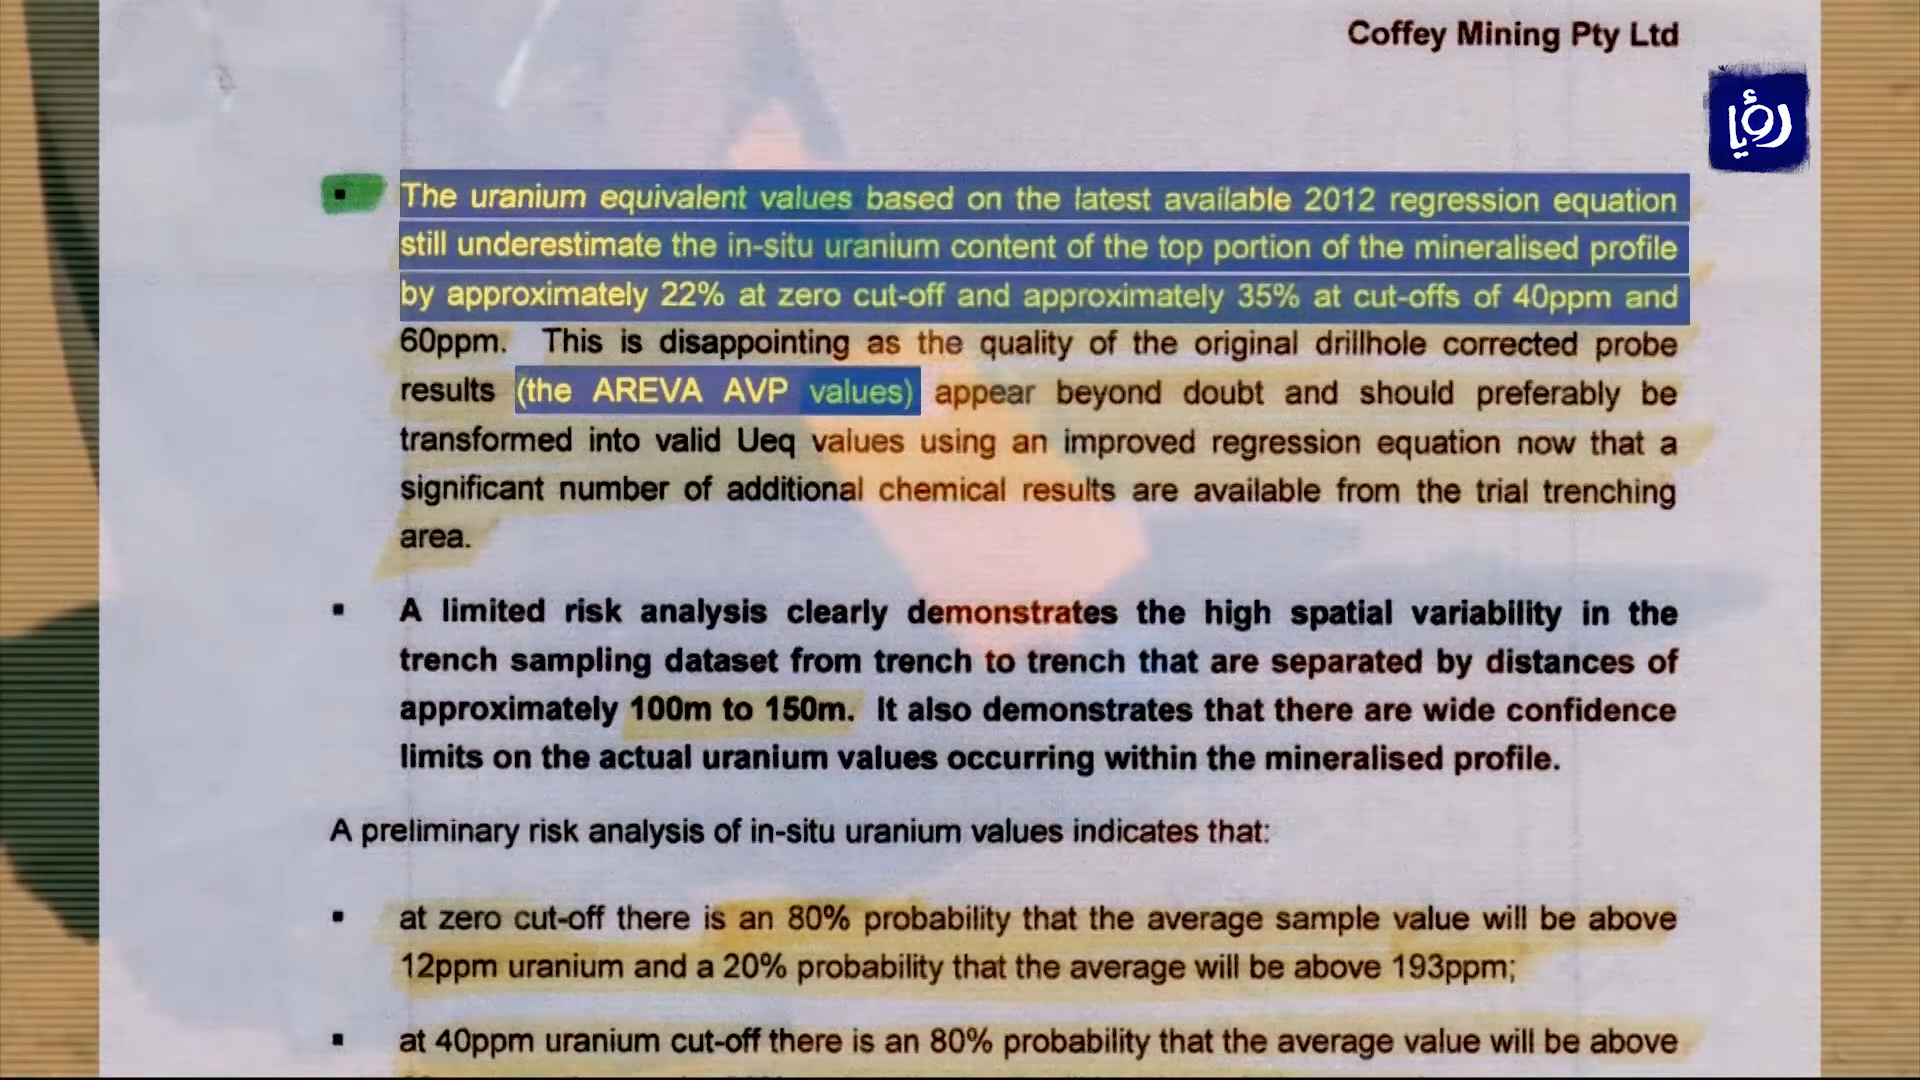 Coffey Mining Pty Ltd
رؤيا
▪ The uranium equivalent values based on the latest available 2012 regression equation
still underestimate the in-situ uranium content of the top portion of the mineralised profile
by approximately 22% at zero cut-off and approximately 35% at cut-offs of 40ppm and
60ppm. This is disappointing as the quality of the original drillhole corrected probe
results (the AREVA AVP values) appear beyond doubt and should preferably be
transformed into valid Ueq values using an improved regression equation now that a
significant number of additional chemical results are available from the trial trenching
area.
▪ A limited risk analysis clearly demonstrates the high spatial variability in the
trench sampling dataset from trench to trench that are separated by distances of
approximately 100m to 150m. It also demonstrates that there are wide confidence
limits on the actual uranium values occurring within the mineralised profile.
A preliminary risk analysis of in-situ uranium values indicates that:
▪ at zero cut-off there is an 80% probability that the average sample value will be above
12ppm uranium and a 20% probability that the average will be above 193ppm;
▪ at 40ppm uranium cut-off there is an 80% probability that the average value will be above